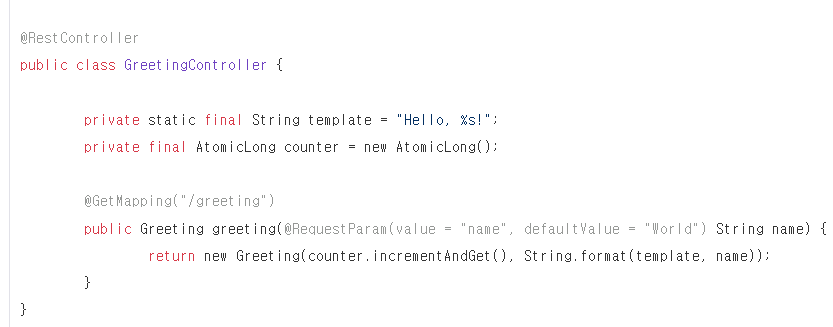 @RestController
public class GreetingController {
private static final String template = "Hello, %s!";
private final AtomicLong counter = new AtomicLong();
@GetMapping("/greeting")
public Greeting greeting(@RequestParam(value = "name", defaultValue = "World") String name) {
return new Greeting(counter.incrementAndGet(), String.format(template, name));
}
}